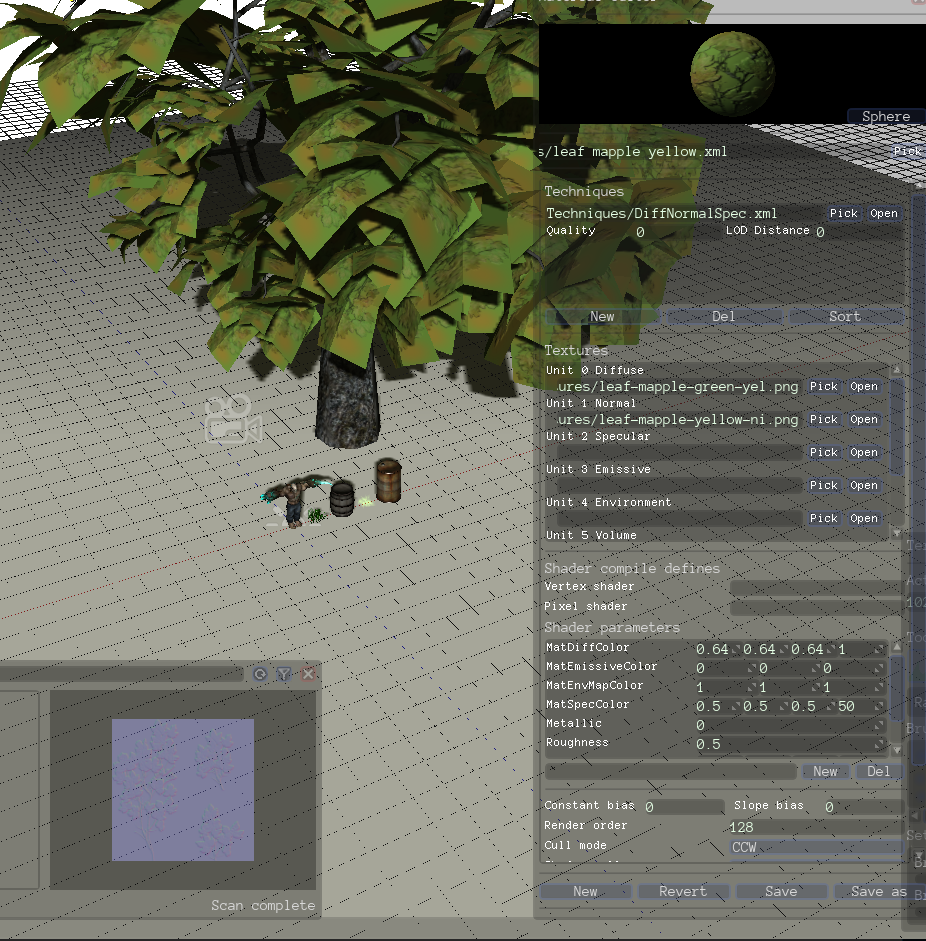 Sphere
s/leaf mapple yellow.xml
Pick
Techniques
Techniques/DiffNormalSpec.xml Pick Open
Quality 0 LOD Distance 0
New Del Sort
Textures
Unit 0 Diffuse
ures/leaf-mapple-green-yel.png Pick Open
Unit 1 Normal
ures/leaf-mapple-yellow-ni.png Pick Open
Unit 2 Specular
Pick Open
Unit 3 Emissive
Pick Open
Unit 4 Environment
Pick Open
Unit 5 Volume
Shader compile defines
Vertex shader
Pixel shader
Shader parameters
MatDiffColor 0.64 0.64 0.64 1
MatEmissiveColor 0 0 0
MatEnvMapColor 1 1 1
MatSpecColor 0.5 0.5 0.5 50
Metallic 0
Roughness 0.5
New Del
Constant bias 0 Slope bias 0
Render order 128
Cull mode CCW
New Revert Save Save as
Scan complete